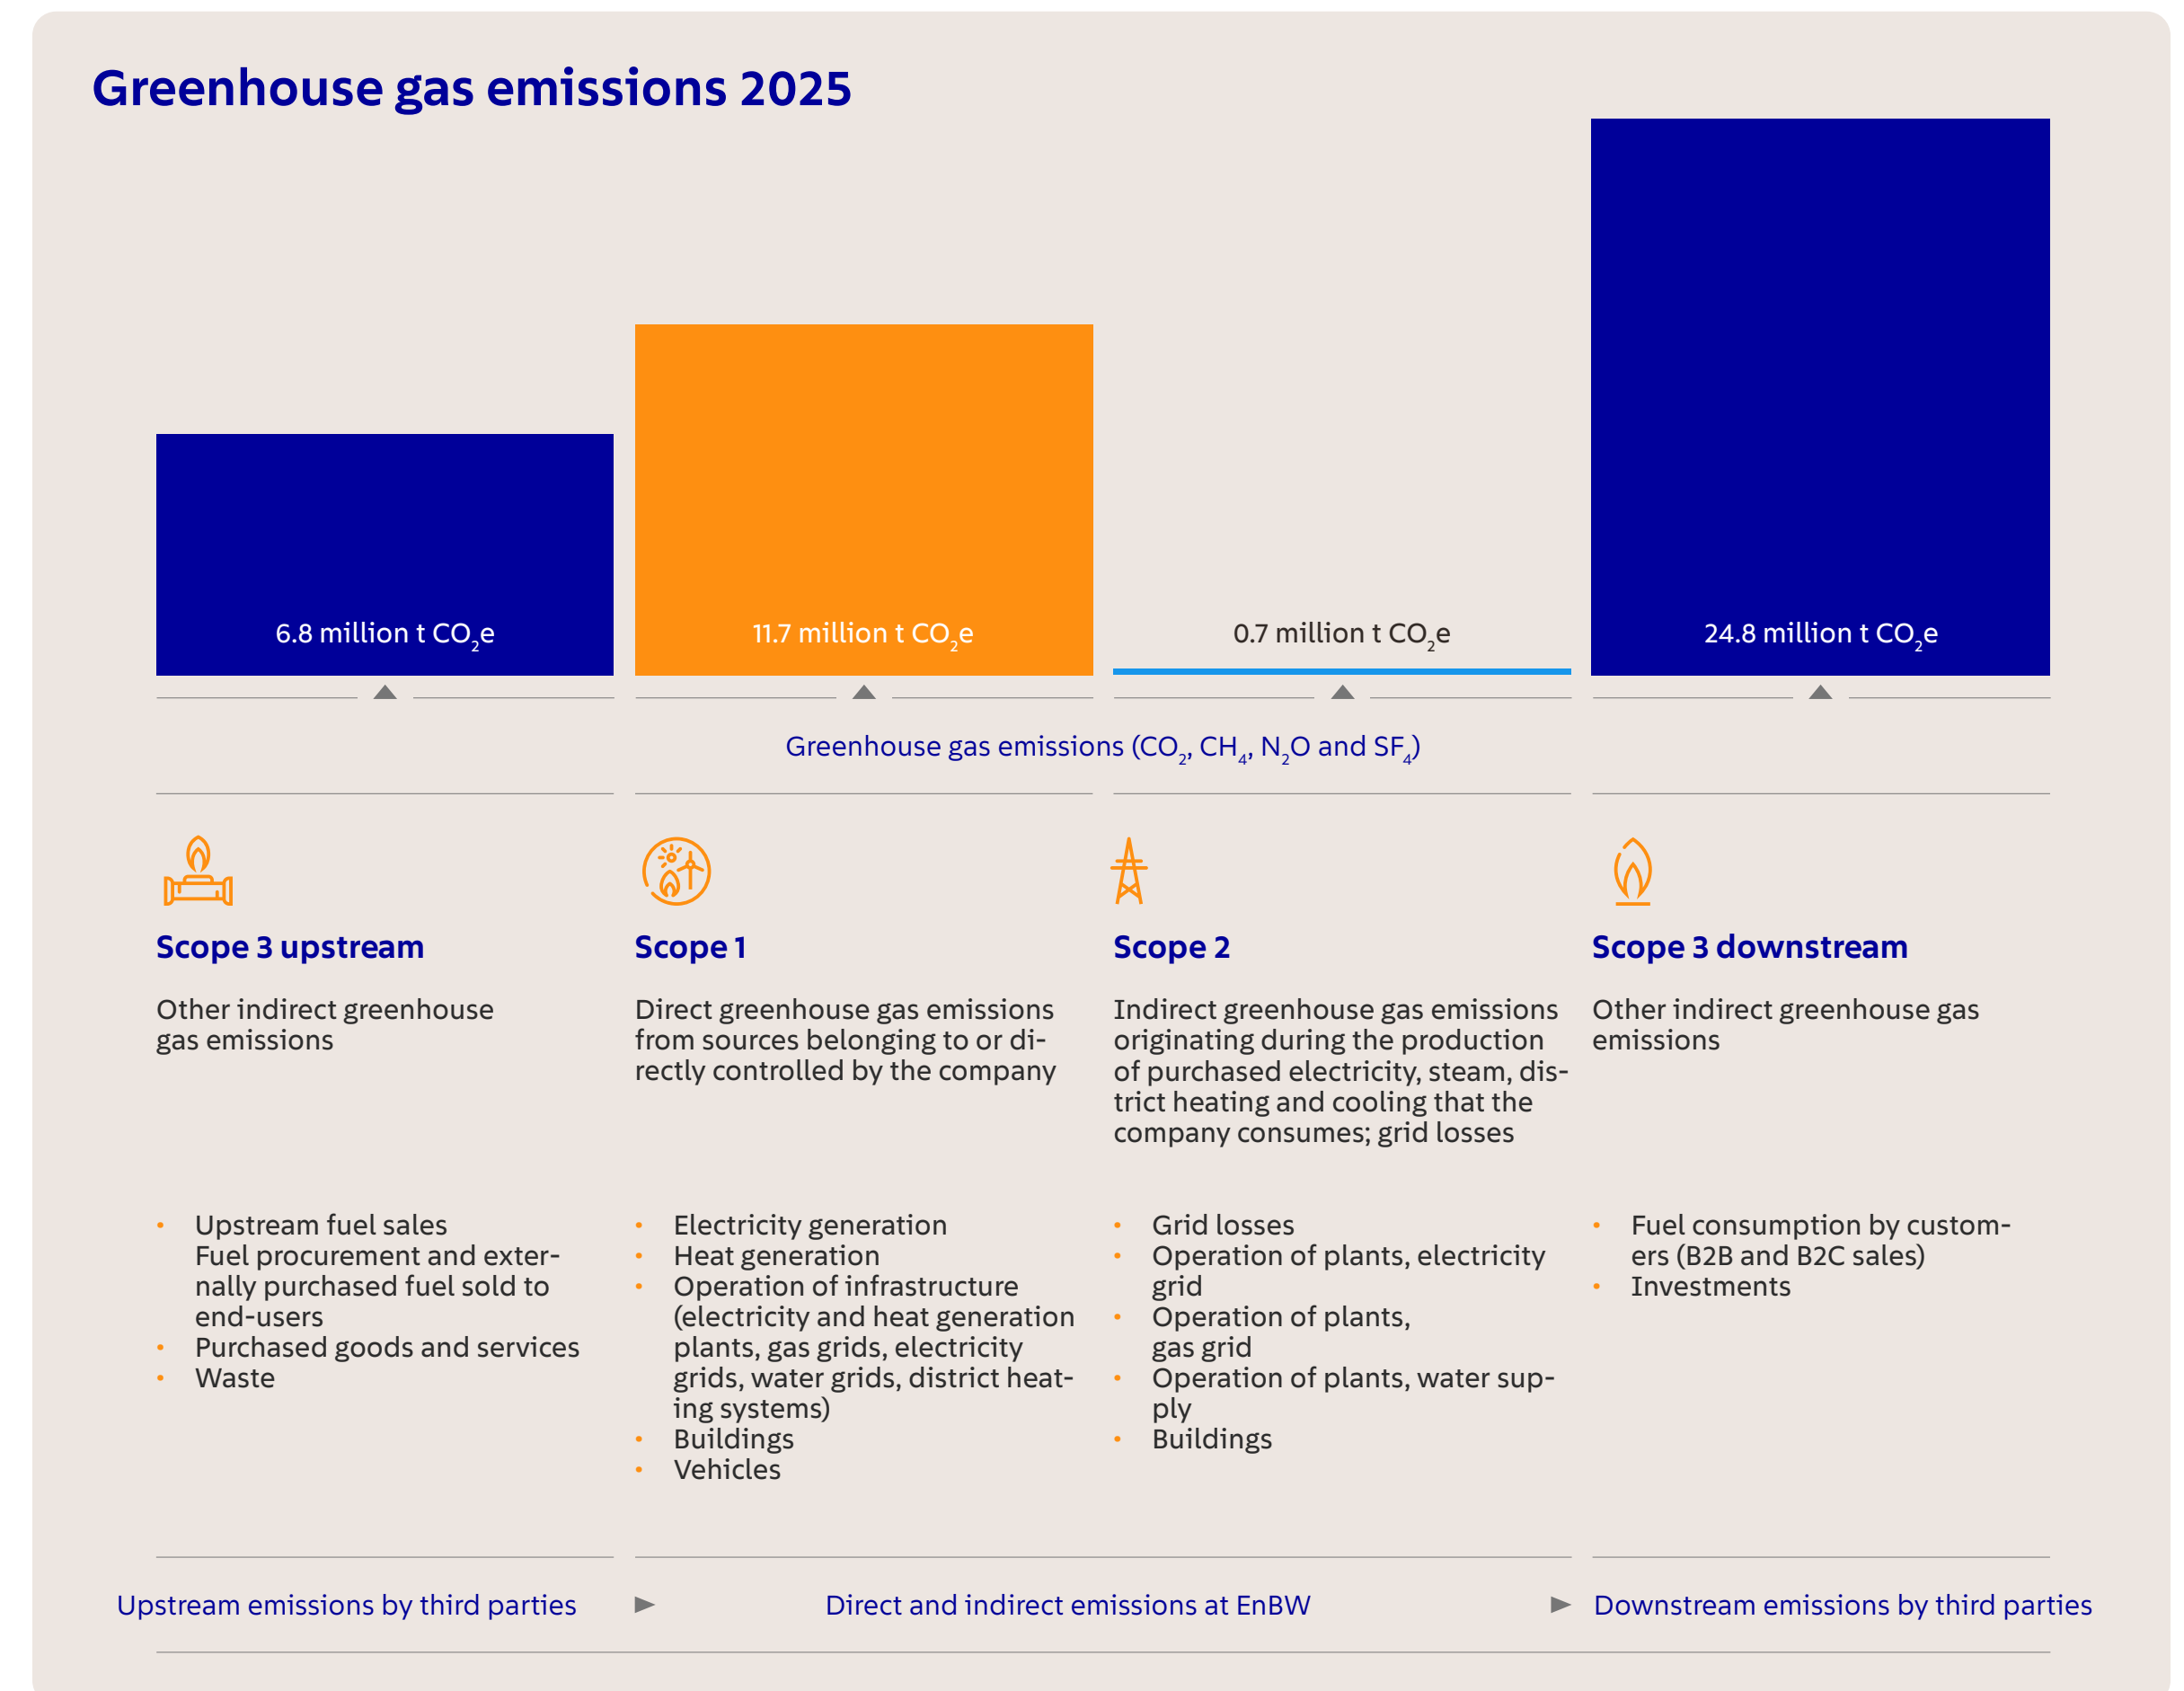 Greenhouse gas emissions 2025
6.8 million t CO₂e
11.7 million t CO₂e
0.7 million t CO₂e
24.8 million t CO₂e
Greenhouse gas emissions (CO₂, CH₄, N₂O and SF₄)
Scope 3 upstream
Other indirect greenhouse
gas emissions
• Upstream fuel sales
Fuel procurement and exter-
nally purchased fuel sold to
end-users
• Purchased goods and services
• Waste
Scope 1
Direct greenhouse gas emissions
from sources belonging to or di-
rectly controlled by the company
• Electricity generation
• Heat generation
• Operation of infrastructure
(electricity and heat generation
plants, gas grids, electricity
grids, water grids, district heat-
ing systems)
• Buildings
• Vehicles
Scope 2
Indirect greenhouse gas emissions
originating during the production
of purchased electricity, steam, dis-
trict heating and cooling that the
company consumes; grid losses
• Grid losses
• Operation of plants, electricity
grid
• Operation of plants,
gas grid
• Operation of plants, water sup-
ply
• Buildings
Scope 3 downstream
Other indirect greenhouse gas
emissions
• Fuel consumption by custom-
ers (B2B and B2C sales)
• Investments
Upstream emissions by third parties
Direct and indirect emissions at EnBW
Downstream emissions by third parties